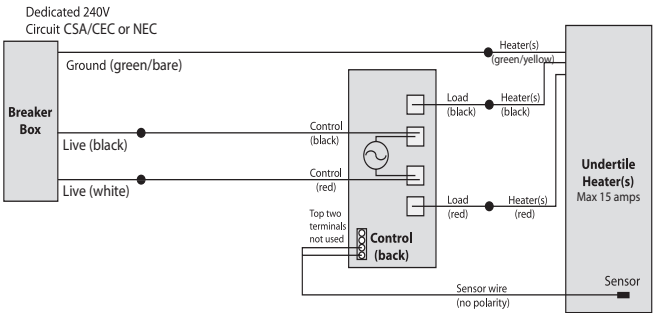 Dedicated 240V
Circuit CSA/CEC or NEC
Ground (green/bare)
Heater(s)
(green/yellow)
Breaker
Box
Live (black)
Control
(black)
Load
(black)
Heater(s)
(black)
Live (white)
Control
(red)
Load
(red)
Heater(s)
(red)
Undertile
Heater(s)
Max 15 amps
Top two
terminals
not used
Control
(back)
Sensor
Sensor wire
(no polarity)